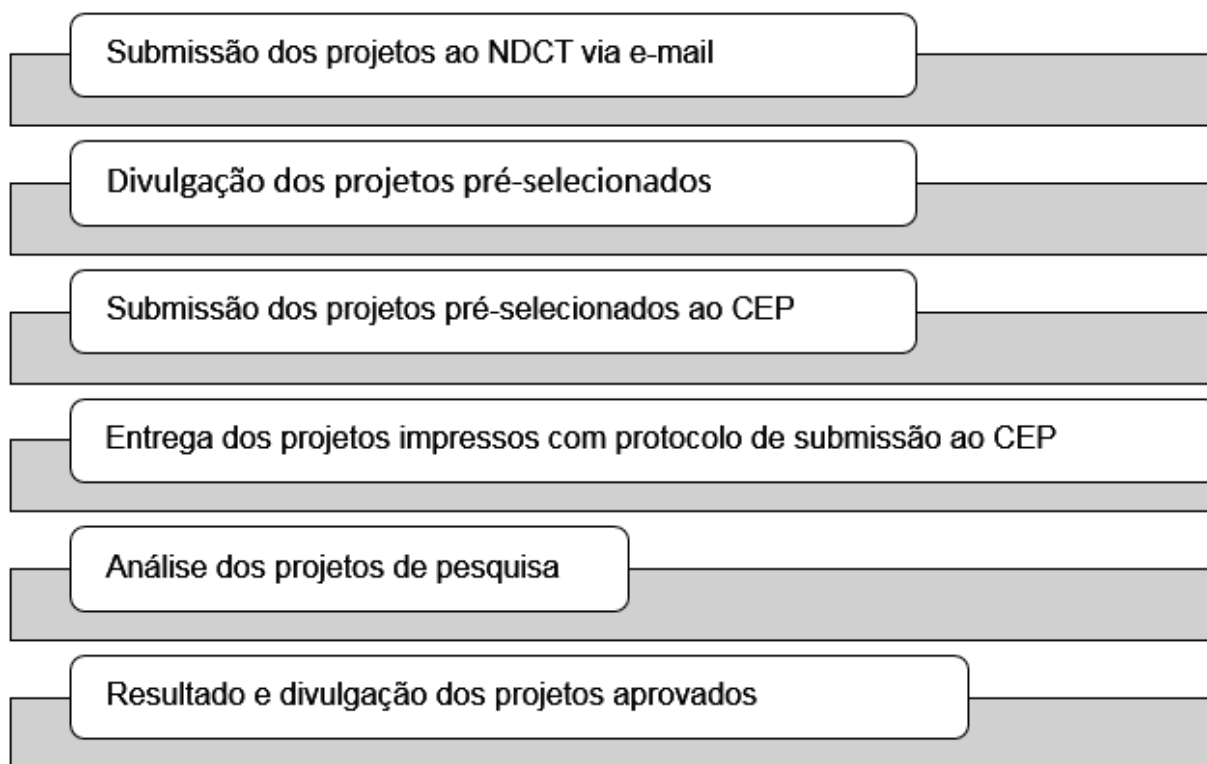 Submissão dos projetos ao NDCT via e-mail
Divulgação dos projetos pré-selecionados
Submissão dos projetos pré-selecionados ao CEP
Entrega dos projetos impressos com protocolo de submissão ao CEP
Análise dos projetos de pesquisa
Resultado e divulgação dos projetos aprovados